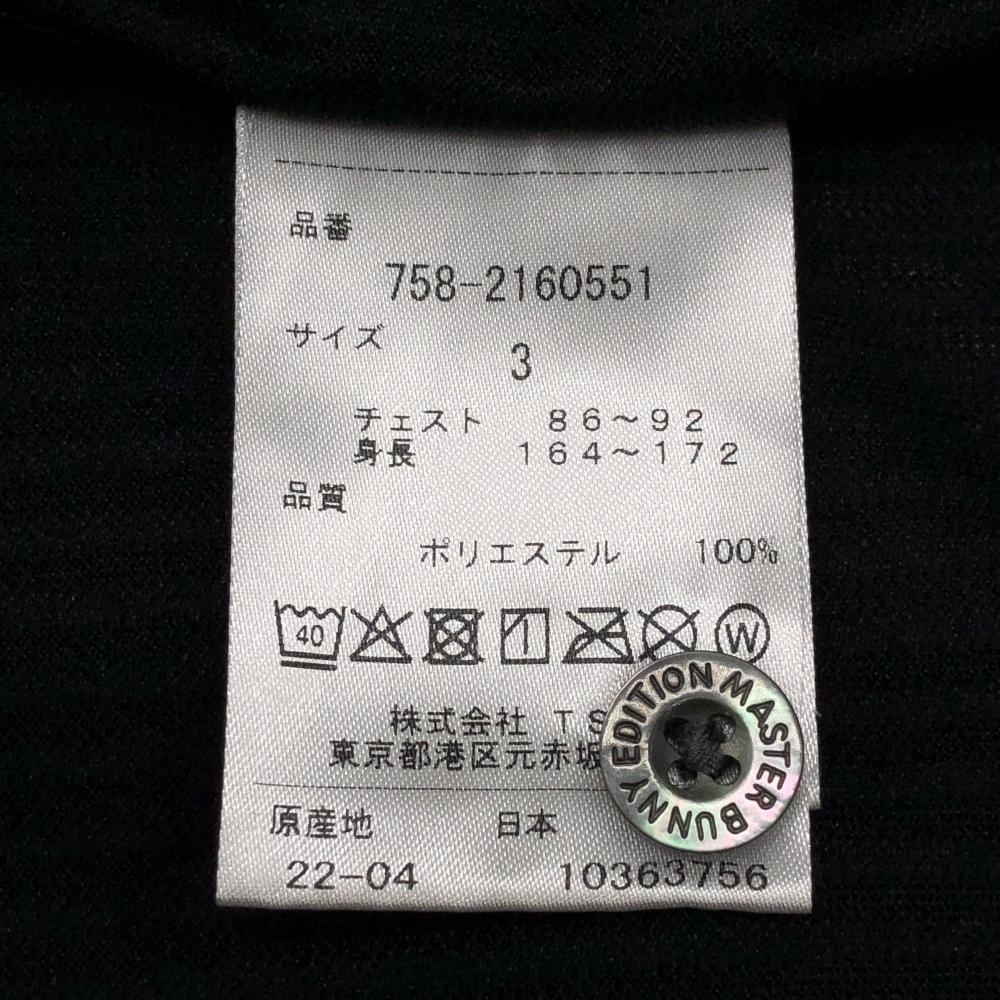 品番
758-2160551
サイズ
3
チェスト 86～92
身長 164～172
品質
ポリエステル 100%
40 W
株式会社 TS
東京都港区元赤坂
原産地 日本
22-04 10363756
MASTER BUNNY EDITION